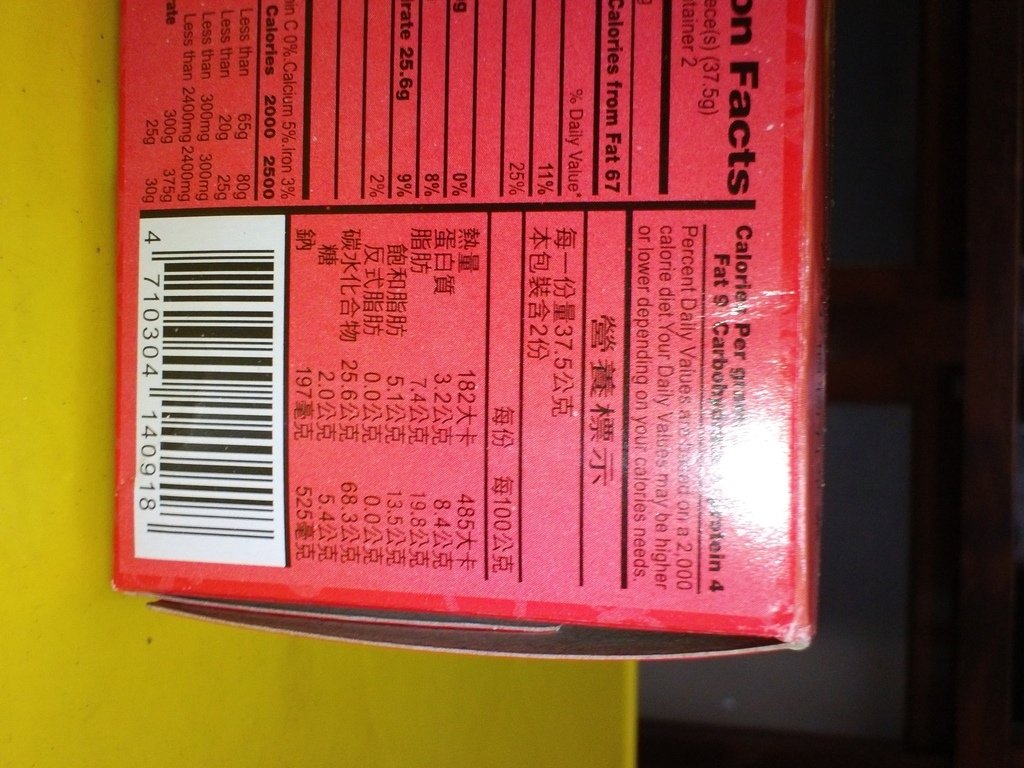 on Facts
ece(s) (37.5g)
tainer 2
g
Calories from Fat 67
% Daily Value*
11%
25%
g 0%
8%
rate 25.6g 9%
2%
in C 0%.Calcium 5%.Iron 3%
Calories 2000 2500
Less than 65g 80g
Less than 20g 25g
Less than 300mg 300mg
Less than 2400mg 2400mg
rate 300g 375g
25g 30g
Calories Per gram
Fat 9 Carbohydrate 4 Protein 4
Percent Daily Values are based on a 2,000
calorie diet.Your Daily Values may be higher
or lower depending on your calories needs.
營養標示
每一份量37.5公克
本包裝含2份
每份 每100公克
熱量 182大卡 485大卡
蛋白質 3.2公克 8.4公克
脂肪 7.4公克 19.8公克
飽和脂肪 5.1公克 13.5公克
反式脂肪 0.0公克 0.0公克
碳水化合物 25.6公克 68.3公克
糖 2.0公克 5.4公克
鈉 197毫克 525毫克
4 710304 140918